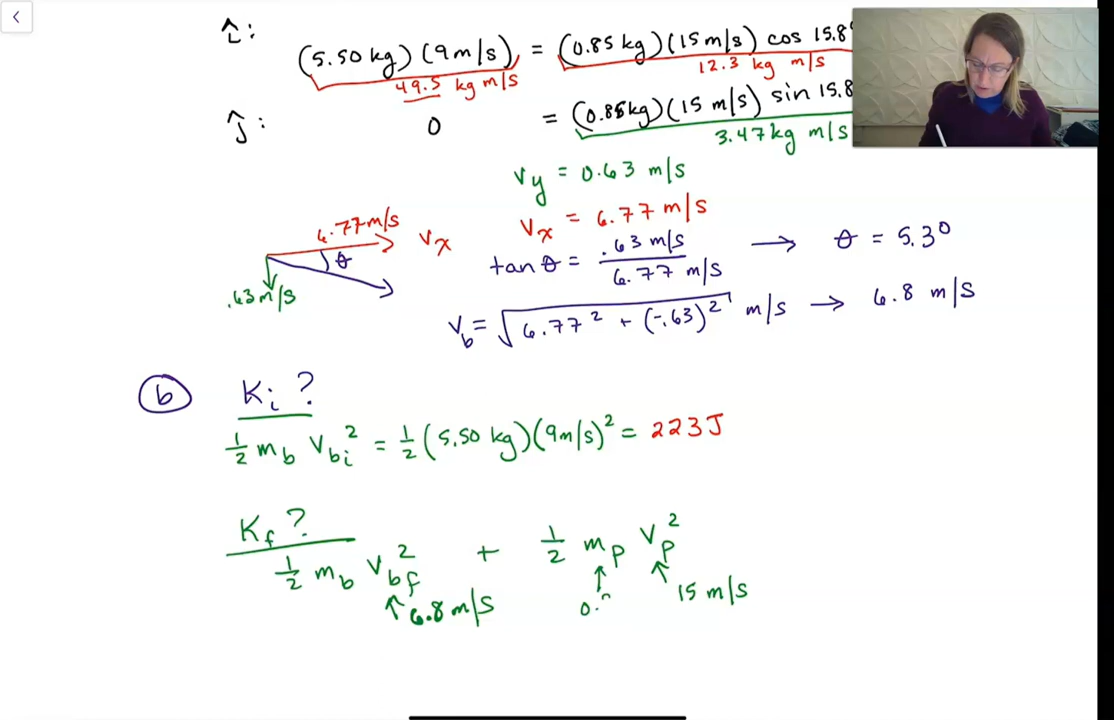 î:
(5.50 kg)(9 m/s) = (0.85 kg)(15 m/s) cos 15.8°
49.5 kg m/s 12.3 kg m/s
ĵ: 0 = (0.85 kg)(15 m/s) sin 15.8
3.47 kg m/s
vy = 0.63 m/s
vx = 6.77 m/s
6.77 m/s vx
θ
.63 m/s
tan θ = .63 m/s / 6.77 m/s → θ = 5.3°
vb = √(6.77² + (-.63)²) m/s → 6.8 m/s
b Ki ?
½ mb vbi² = ½ (5.50 kg)(9 m/s)² = 223 J
Kf ?
½ mb vbf² + ½ mp vp²
↑ 6.8 m/s ↑ 0. ↑ 15 m/s